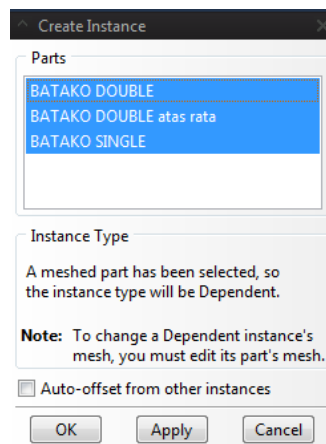 Create Instance
Parts
BATAKO DOUBLE
BATAKO DOUBLE atas rata
BATAKO SINGLE
Instance Type
A meshed part has been selected, so
the instance type will be Dependent.
Note: To change a Dependent instance's
mesh, you must edit its part's mesh.
Auto-offset from other instances
OK Apply Cancel